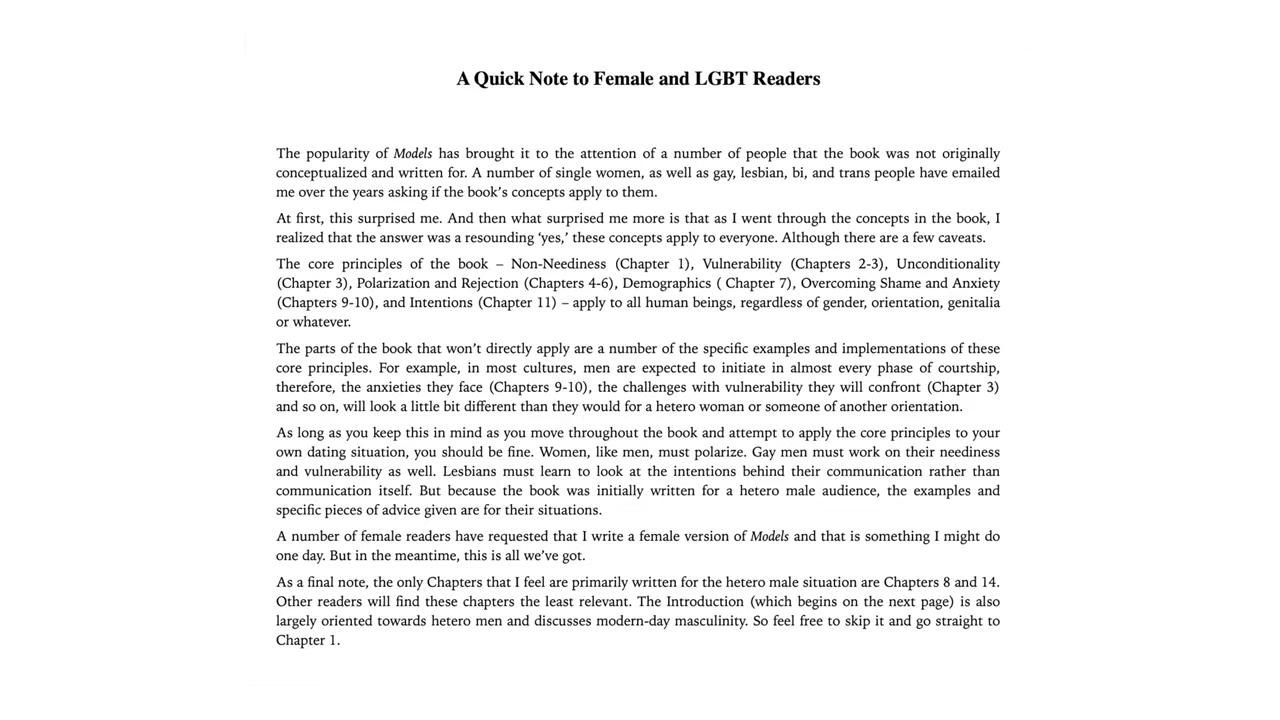 A Quick Note to Female and LGBT Readers
The popularity of Models has brought it to the attention of a number of people that the book was not originally
conceptualized and written for. A number of single women, as well as gay, lesbian, bi, and trans people have emailed
me over the years asking if the book’s concepts apply to them.
At first, this surprised me. And then what surprised me more is that as I went through the concepts in the book, I
realized that the answer was a resounding ‘yes,’ these concepts apply to everyone. Although there are a few caveats.
The core principles of the book – Non-Neediness (Chapter 1), Vulnerability (Chapters 2-3), Unconditionality
(Chapter 3), Polarization and Rejection (Chapters 4-6), Demographics ( Chapter 7), Overcoming Shame and Anxiety
(Chapters 9-10), and Intentions (Chapter 11) – apply to all human beings, regardless of gender, orientation, genitalia
or whatever.
The parts of the book that won’t directly apply are a number of the specific examples and implementations of these
core principles. For example, in most cultures, men are expected to initiate in almost every phase of courtship,
therefore, the anxieties they face (Chapters 9-10), the challenges with vulnerability they will confront (Chapter 3)
and so on, will look a little bit different than they would for a hetero woman or someone of another orientation.
As long as you keep this in mind as you move throughout the book and attempt to apply the core principles to your
own dating situation, you should be fine. Women, like men, must polarize. Gay men must work on their neediness
and vulnerability as well. Lesbians must learn to look at the intentions behind their communication rather than
communication itself. But because the book was initially written for a hetero male audience, the examples and
specific pieces of advice given are for their situations.
A number of female readers have requested that I write a female version of Models and that is something I might do
one day. But in the meantime, this is all we’ve got.
As a final note, the only Chapters that I feel are primarily written for the hetero male situation are Chapters 8 and 14.
Other readers will find these chapters the least relevant. The Introduction (which begins on the next page) is also
largely oriented towards hetero men and discusses modern-day masculinity. So feel free to skip it and go straight to
Chapter 1.